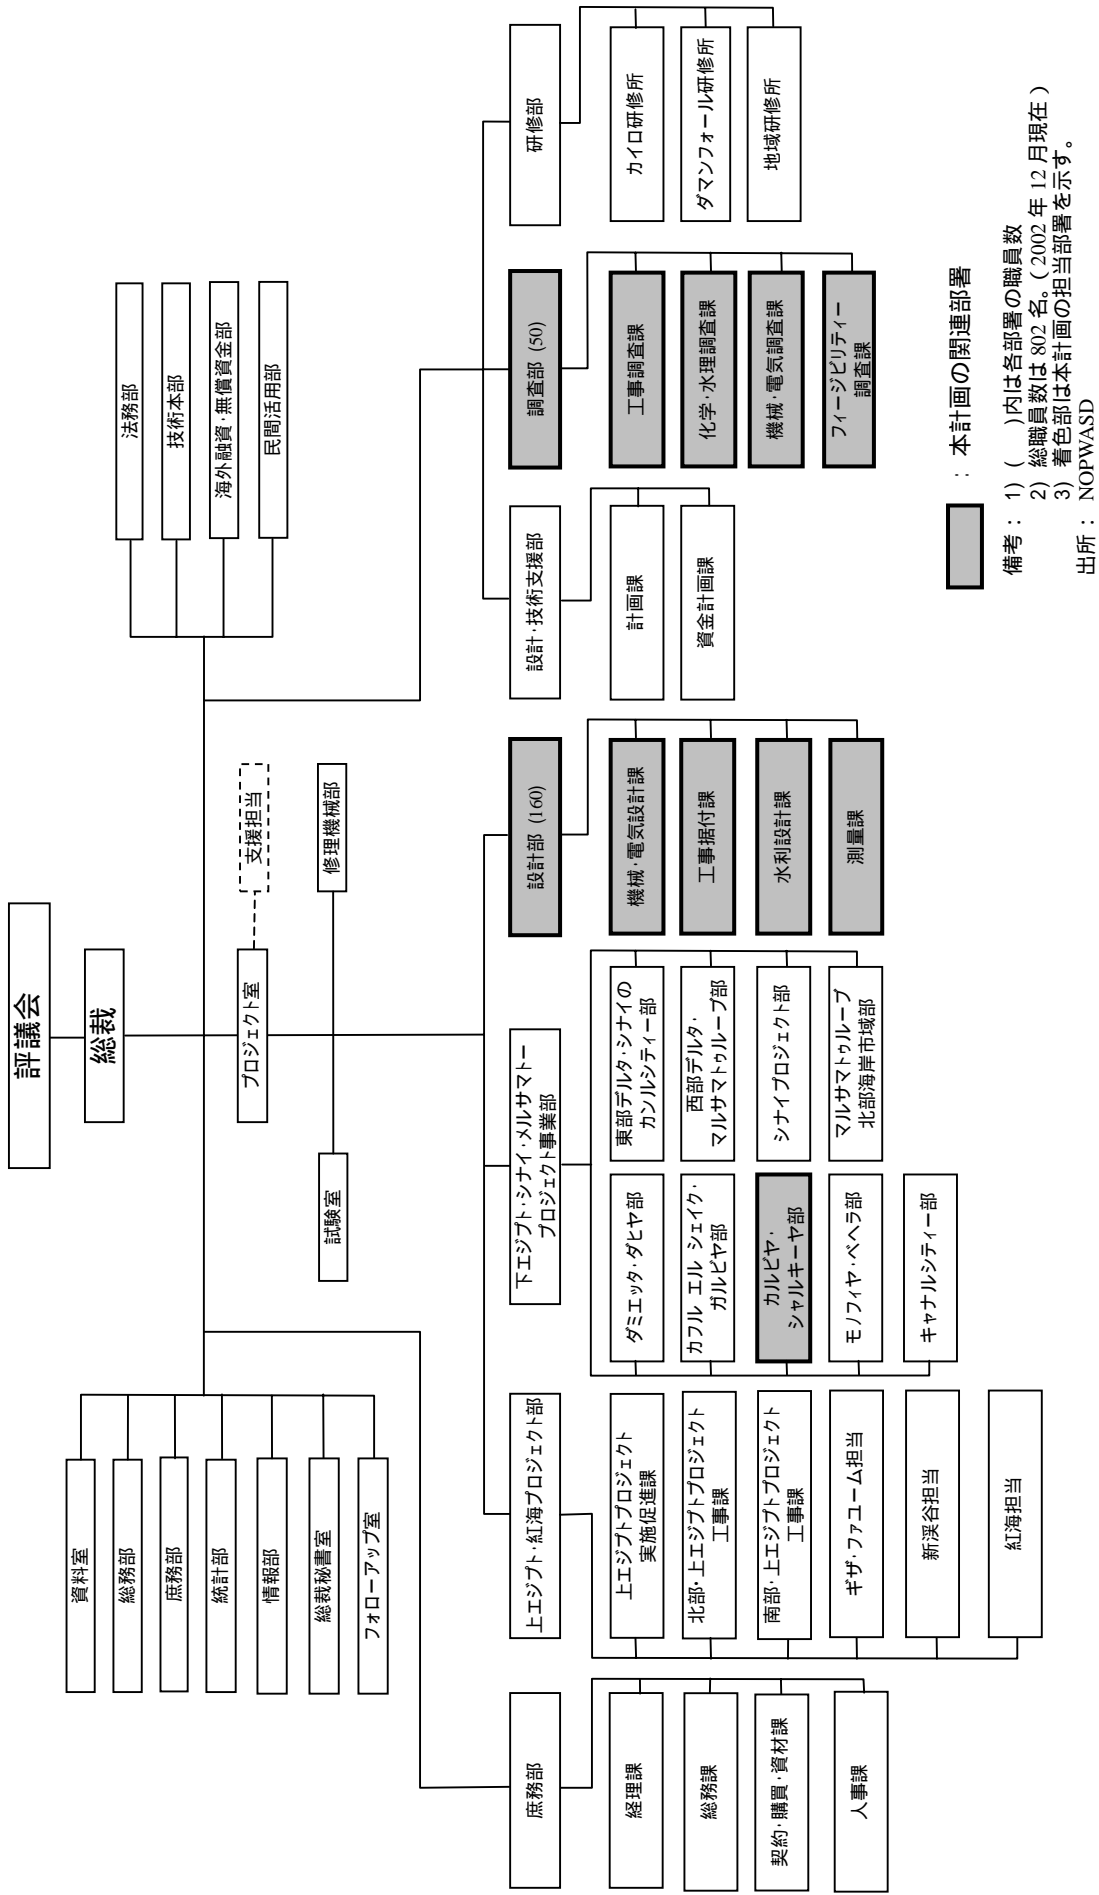 評議会
総裁
資料室
総務部
庶務部
統計部
情報部
総裁秘書室
フォローアップ室
法務部
技術本部
海外融資・無償資金部
民間活用部
プロジェクト室
支援担当
試験室
修理機械部
庶務部
経理課
総務課
契約・購買・資材課
人事課
上エジプト・紅海プロジェクト部
上エジプトプロジェクト
実施促進課
北部・上エジプトプロジェクト
工事課
南部・上エジプトプロジェクト
工事課
ギザ・ファユーム担当
新渓谷担当
紅海担当
下エジプト・シナイ・メルサマトー
プロジェクト事業部
ダミエッタ・ダヒヤ部
カフル エル シェイク・
ガルビヤ部
カルビヤ・
シャルキーヤ部
モノフィヤ・ベヘラ部
キャナルシティー部
東部デルタ・シナイの
カンルシティー部
西部デルタ・
マルサマトゥループ部
シナイプロジェクト部
マルサマトゥループ
北部海岸市域部
設計部 (160)
機械・電気設計課
工事据付課
水利設計課
測量課
設計・技術支援部
計画課
資金計画課
調査部 (50)
工事調査課
化学・水理調査課
機械・電気調査課
フィージビリティー
調査課
研修部
カイロ研修所
ダマンフォール研修所
地域研修所
： 本計画の関連部署
備考： 1) (　)内は各部署の職員数
2) 総職員数は 802 名。（2002 年 12 月現在）
3) 着色部は本計画の担当部署を示す。
出所： NOPWASD